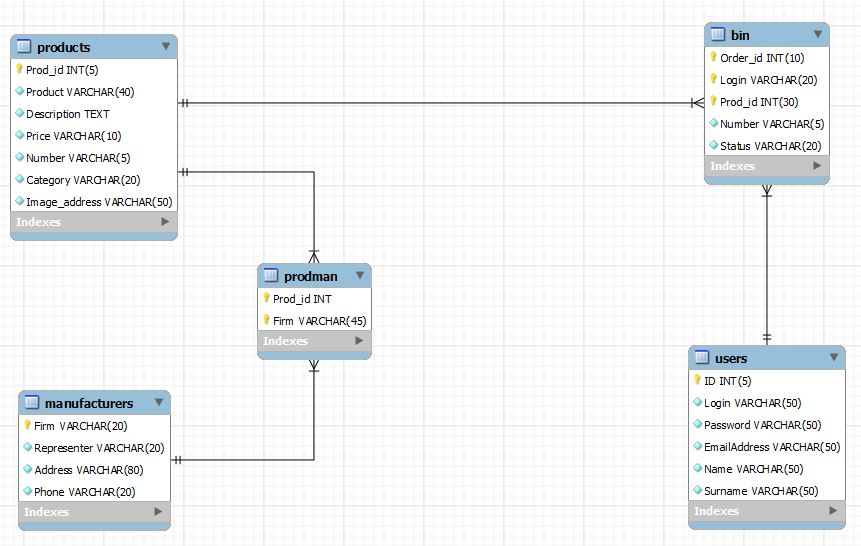 products
Prod_id INT(5)
Product VARCHAR(40)
Description TEXT
Price VARCHAR(10)
Number VARCHAR(5)
Category VARCHAR(20)
Image_address VARCHAR(50)
Indexes
bin
Order_id INT(10)
Login VARCHAR(20)
Prod_id INT(30)
Number VARCHAR(5)
Status VARCHAR(20)
Indexes
prodman
Prod_id INT
Firm VARCHAR(45)
Indexes
manufacturers
Firm VARCHAR(20)
Representer VARCHAR(20)
Address VARCHAR(80)
Phone VARCHAR(20)
Indexes
users
ID INT(5)
Login VARCHAR(50)
Password VARCHAR(50)
EmailAddress VARCHAR(50)
Name VARCHAR(50)
Surname VARCHAR(50)
Indexes